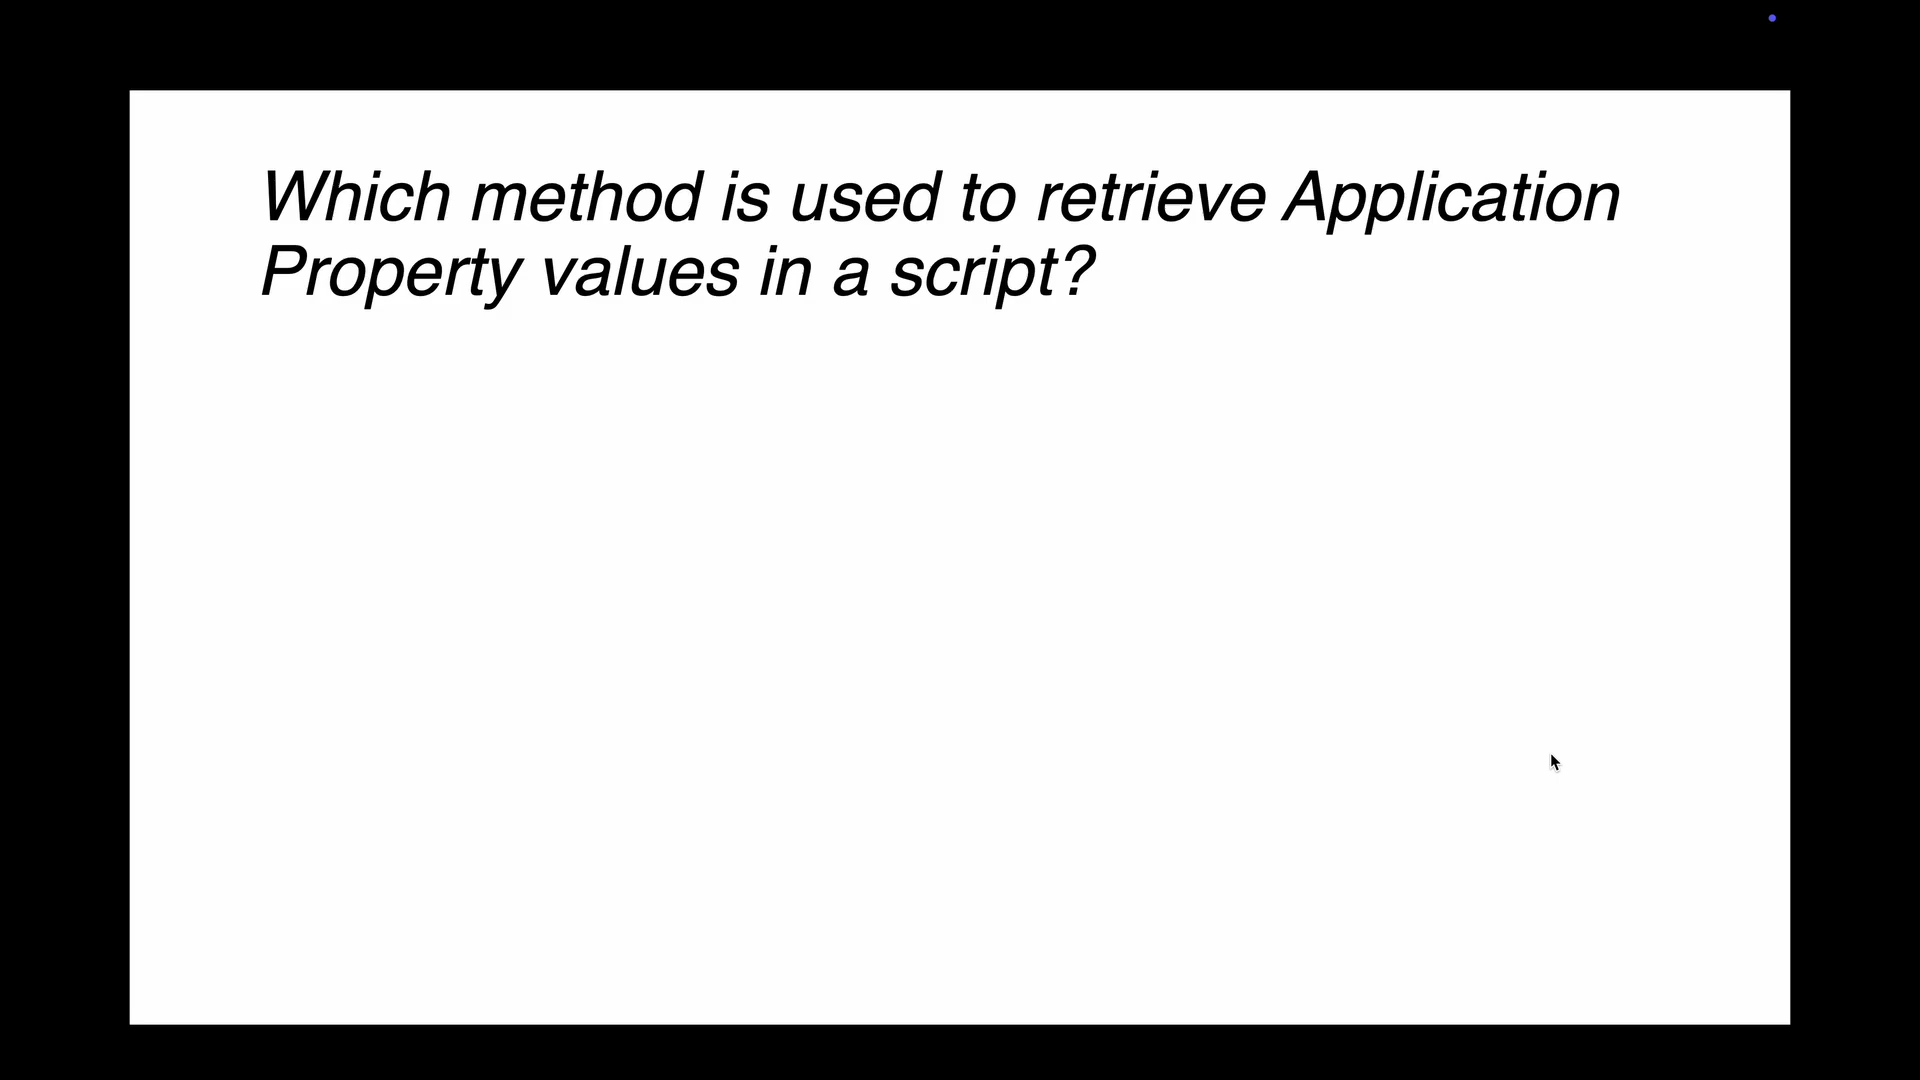 Which method is used to retrieve Application
Property values in a script?